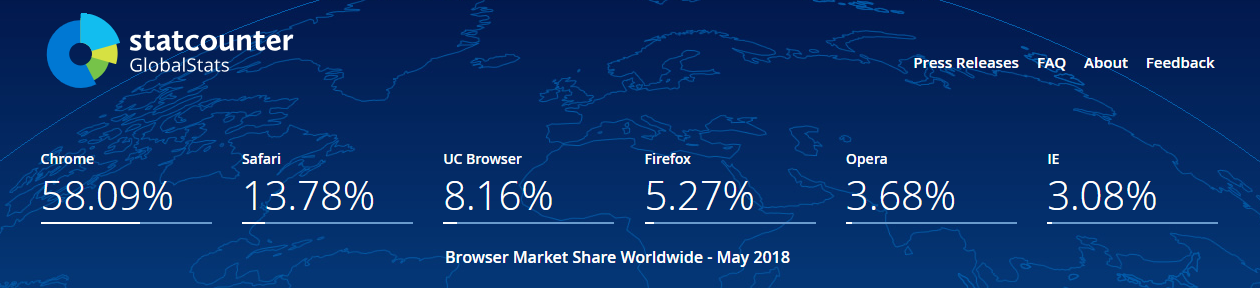 statcounter
GlobalStats
Press Releases FAQ About Feedback
Chrome Safari UC Browser Firefox Opera IE
58.09% 13.78% 8.16% 5.27% 3.68% 3.08%
Browser Market Share Worldwide - May 2018